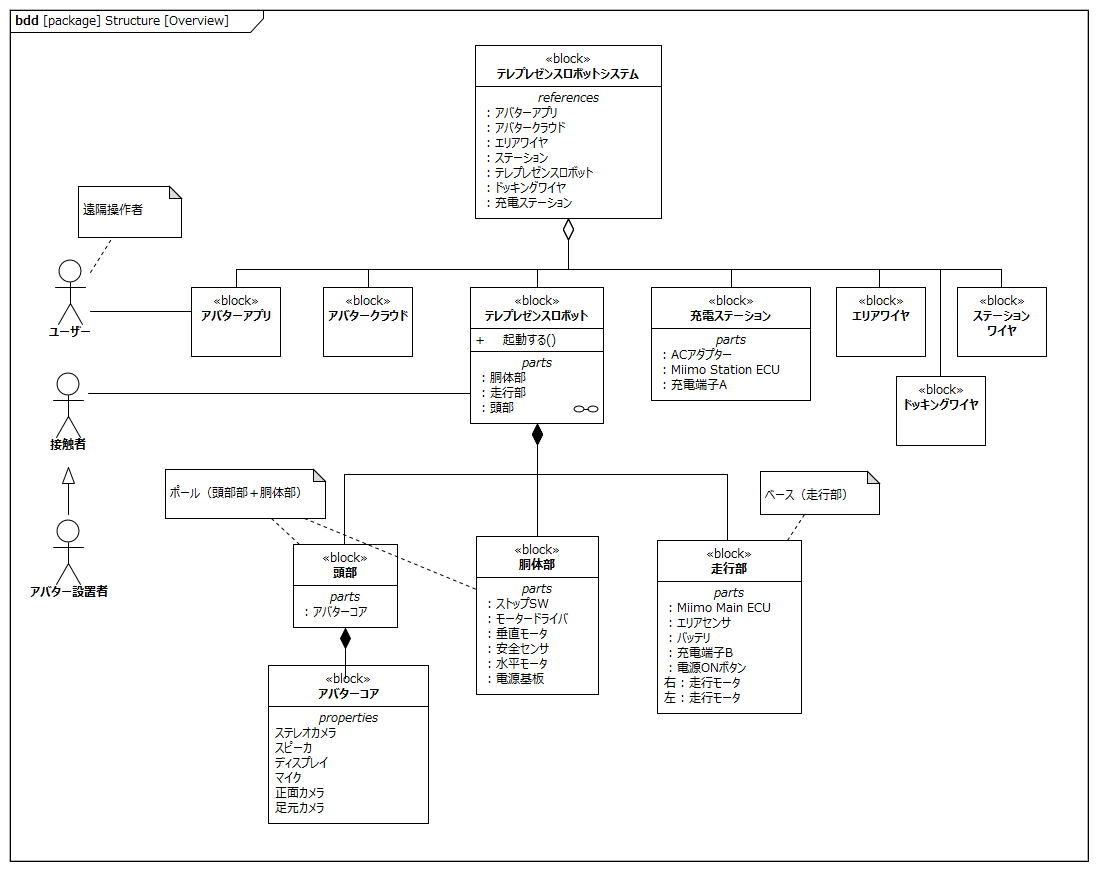 bdd [package] Structure [Overview]
«block»
テレプレゼンスロボットシステム
references
: アバターアプリ
: アバタークラウド
: エリアワイヤ
: ステーション
: テレプレゼンスロボット
: ドッキングワイヤ
: 充電ステーション
遠隔操作者
ユーザー
«block»
アバターアプリ
«block»
アバタークラウド
«block»
テレプレゼンスロボット
+ 起動する()
parts
: 胴体部
: 走行部
: 頭部
«block»
充電ステーション
parts
: ACアダプター
: Miimo Station ECU
: 充電端子A
«block»
エリアワイヤ
«block»
ステーション
ワイヤ
«block»
ドッキングワイヤ
接触者
アバター設置者
ポール（頭部部＋胴体部）
ベース（走行部）
«block»
頭部
parts
: アバターコア
«block»
胴体部
parts
: ストップSW
: モータードライバ
: 垂直モータ
: 安全センサ
: 水平モータ
: 電源基板
«block»
走行部
parts
: Miimo Main ECU
: エリアセンサ
: バッテリ
: 充電端子B
: 電源ONボタン
右 : 走行モータ
左 : 走行モータ
«block»
アバターコア
properties
ステレオカメラ
スピーカ
ディスプレイ
マイク
正面カメラ
足元カメラ